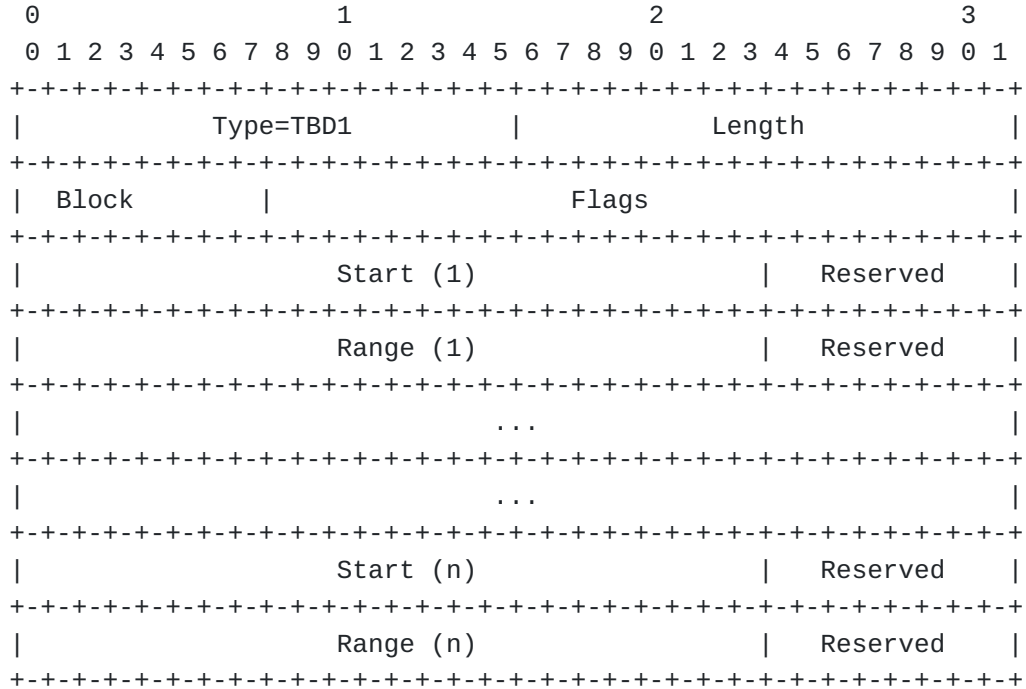 0                   1                   2                   3
 0 1 2 3 4 5 6 7 8 9 0 1 2 3 4 5 6 7 8 9 0 1 2 3 4 5 6 7 8 9 0 1
+-+-+-+-+-+-+-+-+-+-+-+-+-+-+-+-+-+-+-+-+-+-+-+-+-+-+-+-+-+-+-+-+
|            Type=TBD1          |            Length             |
+-+-+-+-+-+-+-+-+-+-+-+-+-+-+-+-+-+-+-+-+-+-+-+-+-+-+-+-+-+-+-+-+
|  Block        |                   Flags                       |
+-+-+-+-+-+-+-+-+-+-+-+-+-+-+-+-+-+-+-+-+-+-+-+-+-+-+-+-+-+-+-+-+
|                    Start (1)                  |   Reserved    |
+-+-+-+-+-+-+-+-+-+-+-+-+-+-+-+-+-+-+-+-+-+-+-+-+-+-+-+-+-+-+-+-+
|                    Range (1)                  |   Reserved    |
+-+-+-+-+-+-+-+-+-+-+-+-+-+-+-+-+-+-+-+-+-+-+-+-+-+-+-+-+-+-+-+-+
|                              ...                              |
+-+-+-+-+-+-+-+-+-+-+-+-+-+-+-+-+-+-+-+-+-+-+-+-+-+-+-+-+-+-+-+-+
|                              ...                              |
+-+-+-+-+-+-+-+-+-+-+-+-+-+-+-+-+-+-+-+-+-+-+-+-+-+-+-+-+-+-+-+-+
|                    Start (n)                  |   Reserved    |
+-+-+-+-+-+-+-+-+-+-+-+-+-+-+-+-+-+-+-+-+-+-+-+-+-+-+-+-+-+-+-+-+
|                    Range (n)                  |   Reserved    |
+-+-+-+-+-+-+-+-+-+-+-+-+-+-+-+-+-+-+-+-+-+-+-+-+-+-+-+-+-+-+-+-+